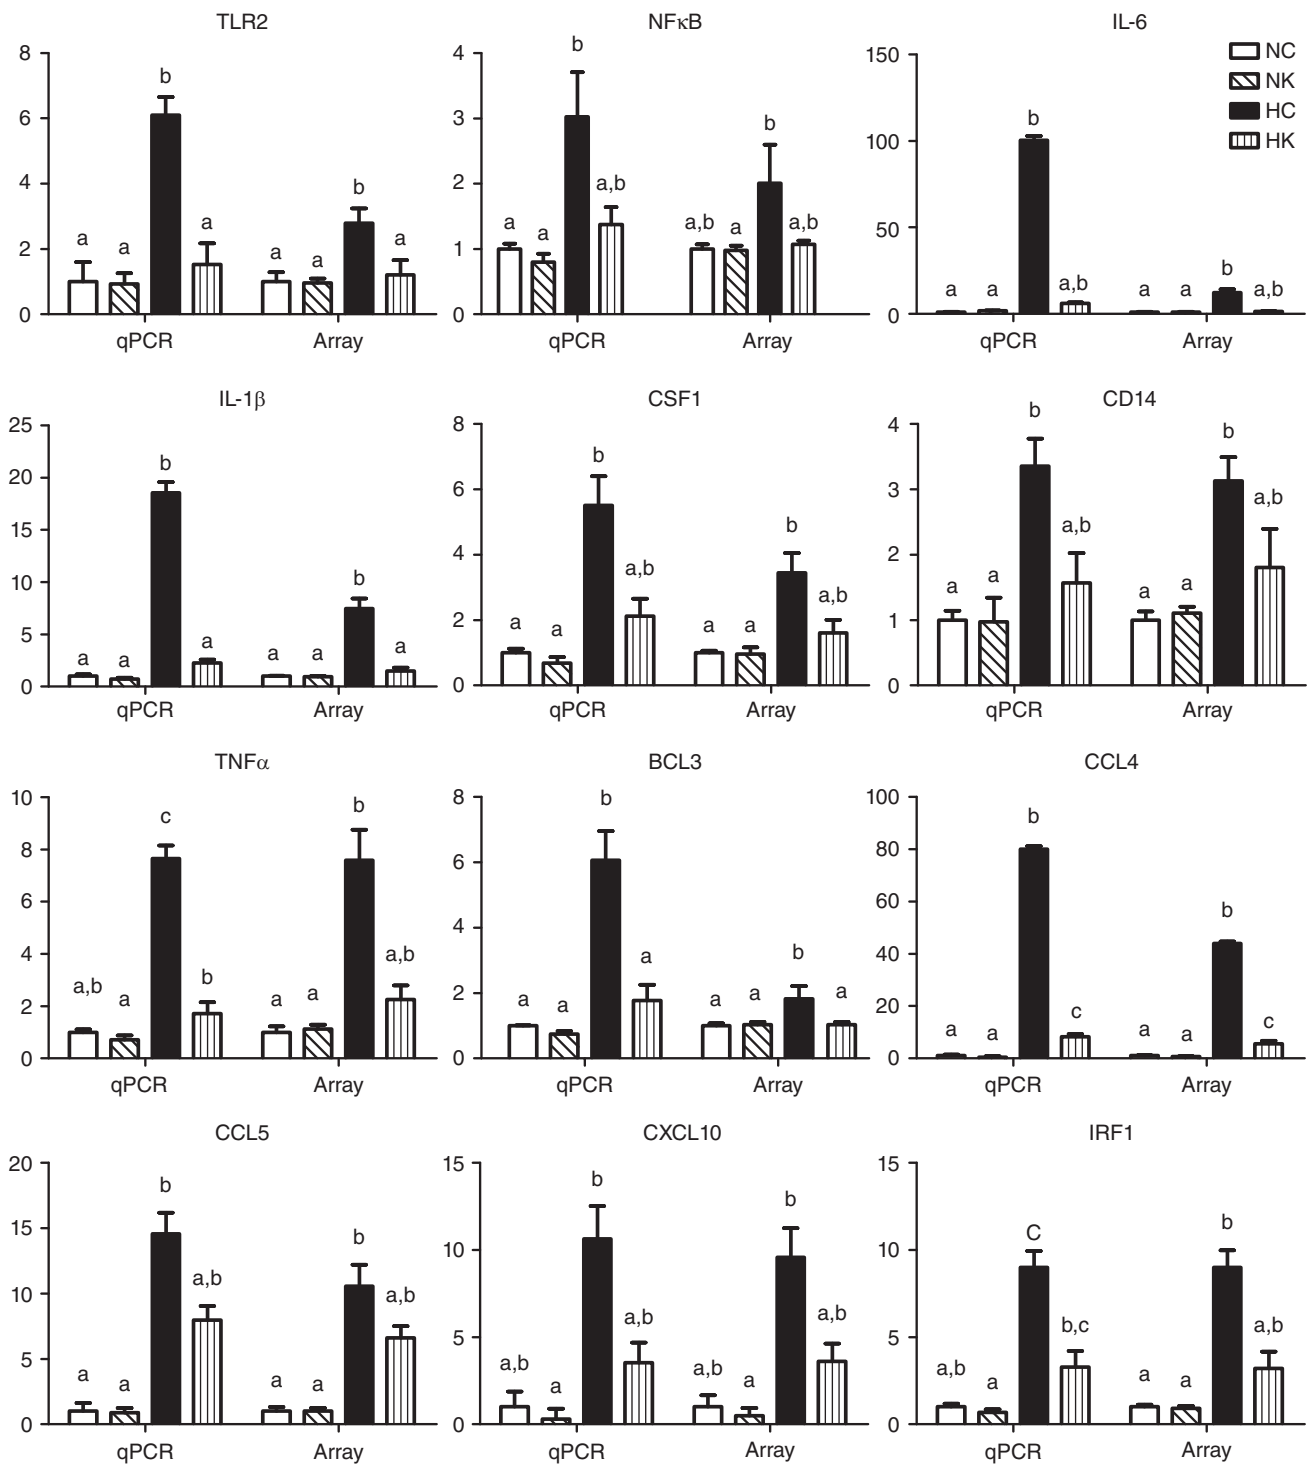 TLR2
8
6
4
2
0
b
a
a
a
b
a
a
a
qPCR
Array
NFκB
4
3
2
1
0
b
a
a
a,b
b
a,b
a
a,b
qPCR
Array
IL-6
150
100
50
0
b
a
a
a,b
b
a
a
a,b
qPCR
Array
NC
NK
HC
HK
IL-1β
25
20
15
10
5
0
b
a
a
a
b
a
a
a
qPCR
Array
CSF1
8
6
4
2
0
b
a
a
a,b
b
a
a
a,b
qPCR
Array
CD14
4
3
2
1
0
b
a
a
a,b
b
a
a
a,b
qPCR
Array
TNFα
10
8
6
4
2
0
c
a,b
a
b
b
a
a
a,b
qPCR
Array
BCL3
8
6
4
2
0
b
a
a
a
b
a
a
a
qPCR
Array
CCL4
100
80
60
40
20
0
b
a
a
c
b
a
a
c
qPCR
Array
CCL5
20
15
10
5
0
b
a
a
a,b
b
a
a
a,b
qPCR
Array
CXCL10
15
10
5
0
b
a,b
a
a,b
b
a,b
a
a,b
qPCR
Array
IRF1
15
10
5
0
C
a,b
a
b,c
b
a
a
a,b
qPCR
Array